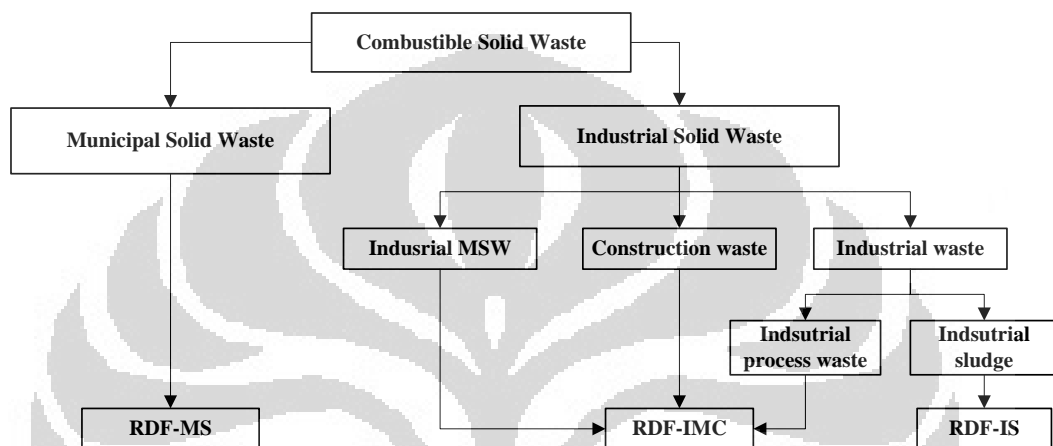 Combustible Solid Waste
Municipal Solid Waste
Industrial Solid Waste
Indusrial MSW
Construction waste
Industrial waste
Indsutrial
process waste
Indsutrial
sludge
RDF-MS
RDF-IMC
RDF-IS